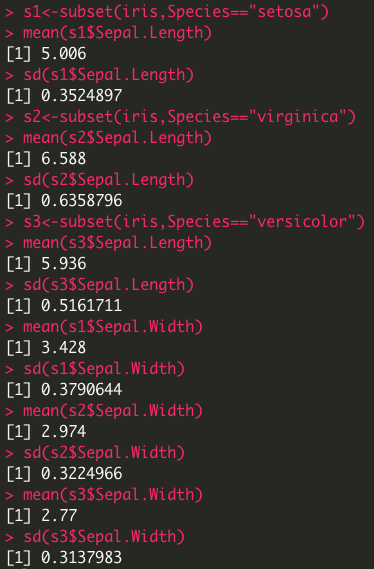 > s1<-subset(iris,Species=="setosa")
> mean(s1$Sepal.Length)
[1] 5.006
> sd(s1$Sepal.Length)
[1] 0.3524897
> s2<-subset(iris,Species=="virginica")
> mean(s2$Sepal.Length)
[1] 6.588
> sd(s2$Sepal.Length)
[1] 0.6358796
> s3<-subset(iris,Species=="versicolor")
> mean(s3$Sepal.Length)
[1] 5.936
> sd(s3$Sepal.Length)
[1] 0.5161711
> mean(s1$Sepal.Width)
[1] 3.428
> sd(s1$Sepal.Width)
[1] 0.3790644
> mean(s2$Sepal.Width)
[1] 2.974
> sd(s2$Sepal.Width)
[1] 0.3224966
> mean(s3$Sepal.Width)
[1] 2.77
> sd(s3$Sepal.Width)
[1] 0.3137983